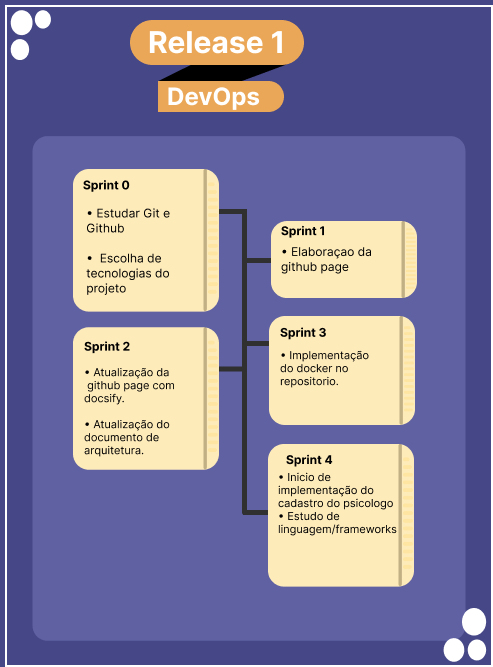 Release 1
DevOps
Sprint 0
• Estudar Git e
Github
• Escolha de
tecnologias do
projeto
Sprint 1
• Elaboraçao da
github page
Sprint 2
• Atualização da
github page com
docsify.
• Atualização do
documento de
arquitetura.
Sprint 3
• Implementação
do docker no
repositorio.
Sprint 4
• Inicio de
implementação do
cadastro do psicologo
• Estudo de
linguagem/frameworks